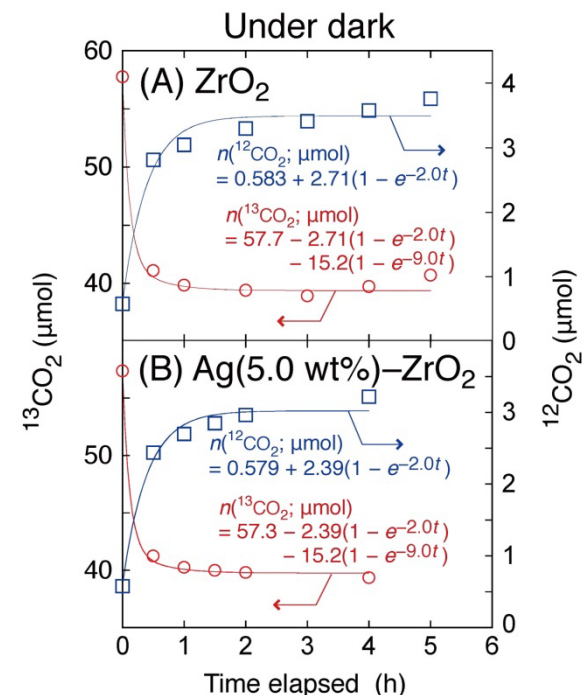 Under dark
(A) ZrO₂
n(¹²CO₂; μmol)
= 0.583 + 2.71(1 − e⁻²·⁰ᵗ)
n(¹³CO₂; μmol)
= 57.7 − 2.71(1 − e⁻²·⁰ᵗ)
− 15.2(1 − e⁻⁹·⁰ᵗ)
60
50
40
4
3
2
1
0
¹³CO₂ (μmol)
¹²CO₂ (μmol)
(B) Ag(5.0 wt%)–ZrO₂
n(¹²CO₂; μmol)
= 0.579 + 2.39(1 − e⁻²·⁰ᵗ)
n(¹³CO₂; μmol)
= 57.3 − 2.39(1 − e⁻²·⁰ᵗ)
− 15.2(1 − e⁻⁹·⁰ᵗ)
50
40
3
2
1
0
0 1 2 3 4 5 6
Time elapsed (h)